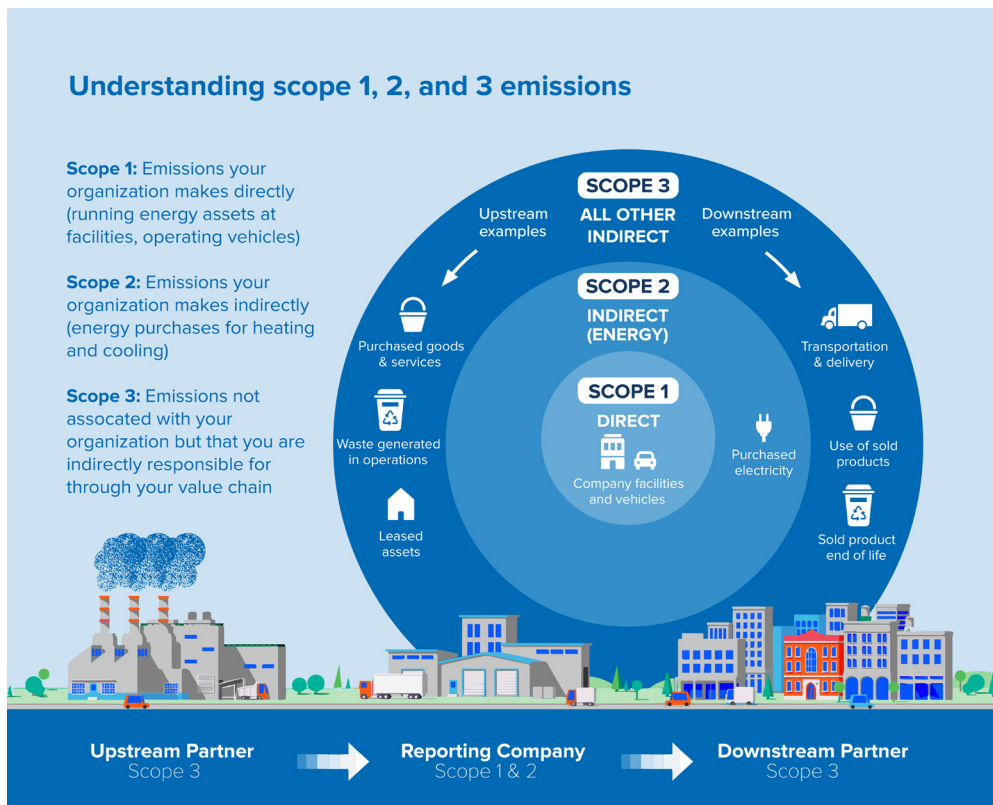 Understanding scope 1, 2, and 3 emissions
Scope 1: Emissions your
organization makes directly
(running energy assets at
facilities, operating vehicles)
Scope 2: Emissions your
organization makes indirectly
(energy purchases for heating
and cooling)
Scope 3: Emissions not
assocated with your
organization but that you are
indirectly responsible for
through your value chain
SCOPE 3
ALL OTHER
INDIRECT
Upstream
examples
Downstream
examples
Purchased goods
& services
Waste generated
in operations
Leased
assets
SCOPE 2
INDIRECT
(ENERGY)
Purchased
electricity
SCOPE 1
DIRECT
Company facilities
and vehicles
Transportation
& delivery
Use of sold
products
Sold product
end of life
Upstream Partner
Scope 3
Reporting Company
Scope 1 & 2
Downstream Partner
Scope 3